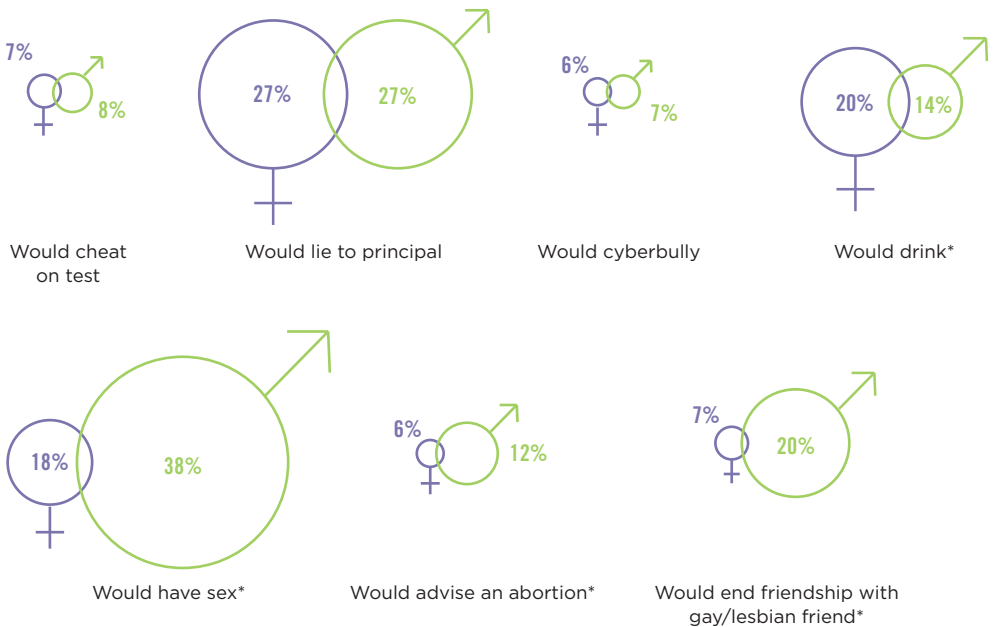 7%
8%
Would cheat
on test
27%
27%
Would lie to principal
6%
7%
Would cyberbully
20%
14%
Would drink*
18%
38%
Would have sex*
6%
12%
Would advise an abortion*
7%
20%
Would end friendship with
gay/lesbian friend*